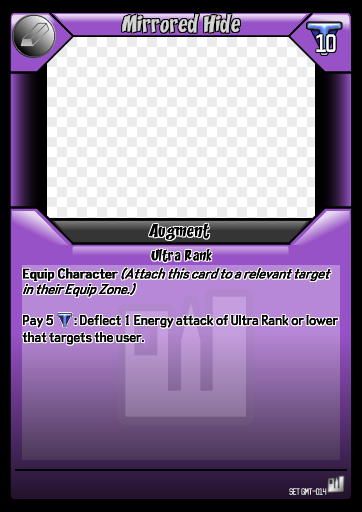 Mirrored Hide
10
Augment
Ultra Rank
Equip Character (Attach this card to a relevant target
in their Equip Zone.)
Pay 5 : Deflect 1 Energy attack of Ultra Rank or lower
that targets the user.
SET GMT-014